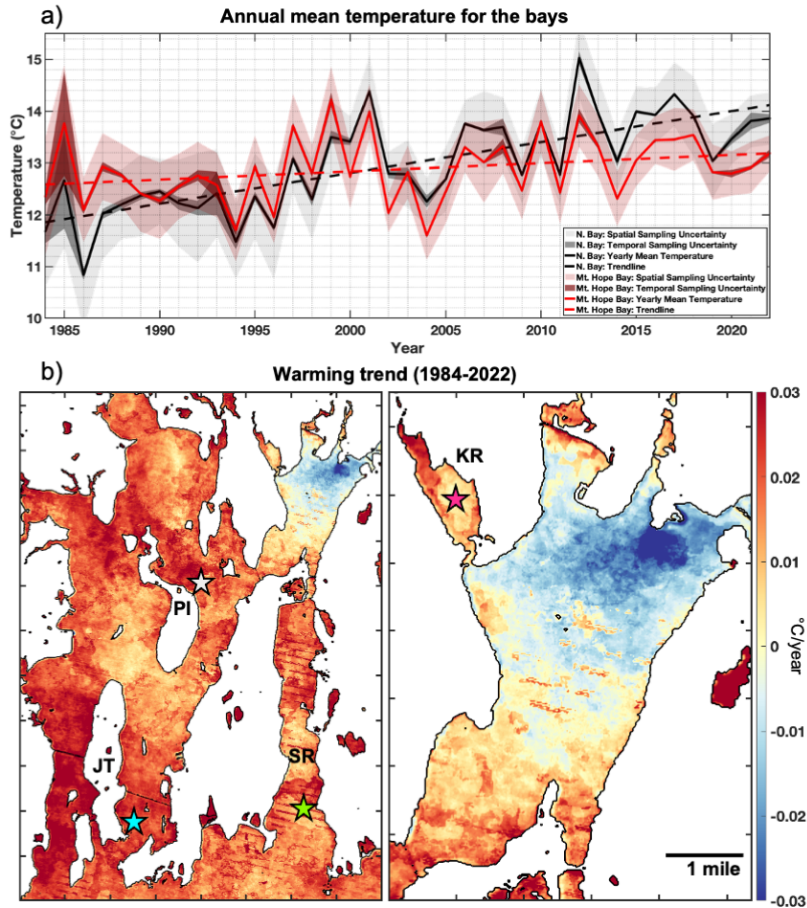 a)
Annual mean temperature for the bays
Temperature (°C)
15
14
13
12
11
10
N. Bay: Spatial Sampling Uncertainty
N. Bay: Temporal Sampling Uncertainty
N. Bay: Yearly Mean Temperature
N. Bay: Trendline
Mt. Hope Bay: Spatial Sampling Uncertainty
Mt. Hope Bay: Temporal Sampling Uncertainty
Mt. Hope Bay: Yearly Mean Temperature
Mt. Hope Bay: Trendline
1985 1990 1995 2000 2005 2010 2015 2020
Year
b)
Warming trend (1984-2022)
PI
JT
SR
KR
1 mile
0.03
0.02
0.01
0
-0.01
-0.02
-0.03
°C/year